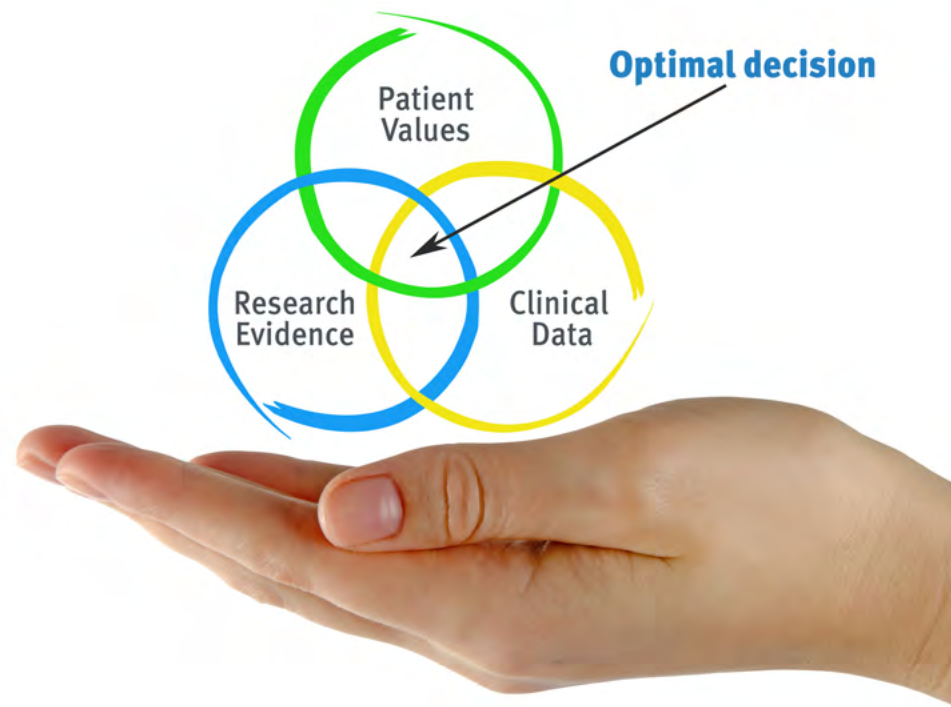 Optimal decision
Patient
Values
Research
Evidence
Clinical
Data